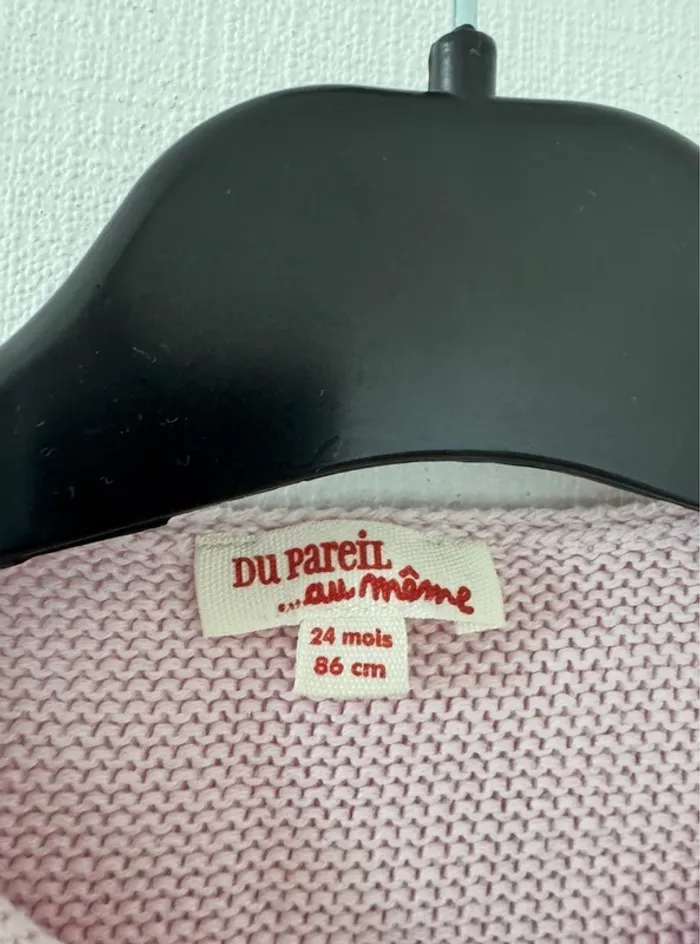 DU PAREIL
...au même
24 mois
86 cm